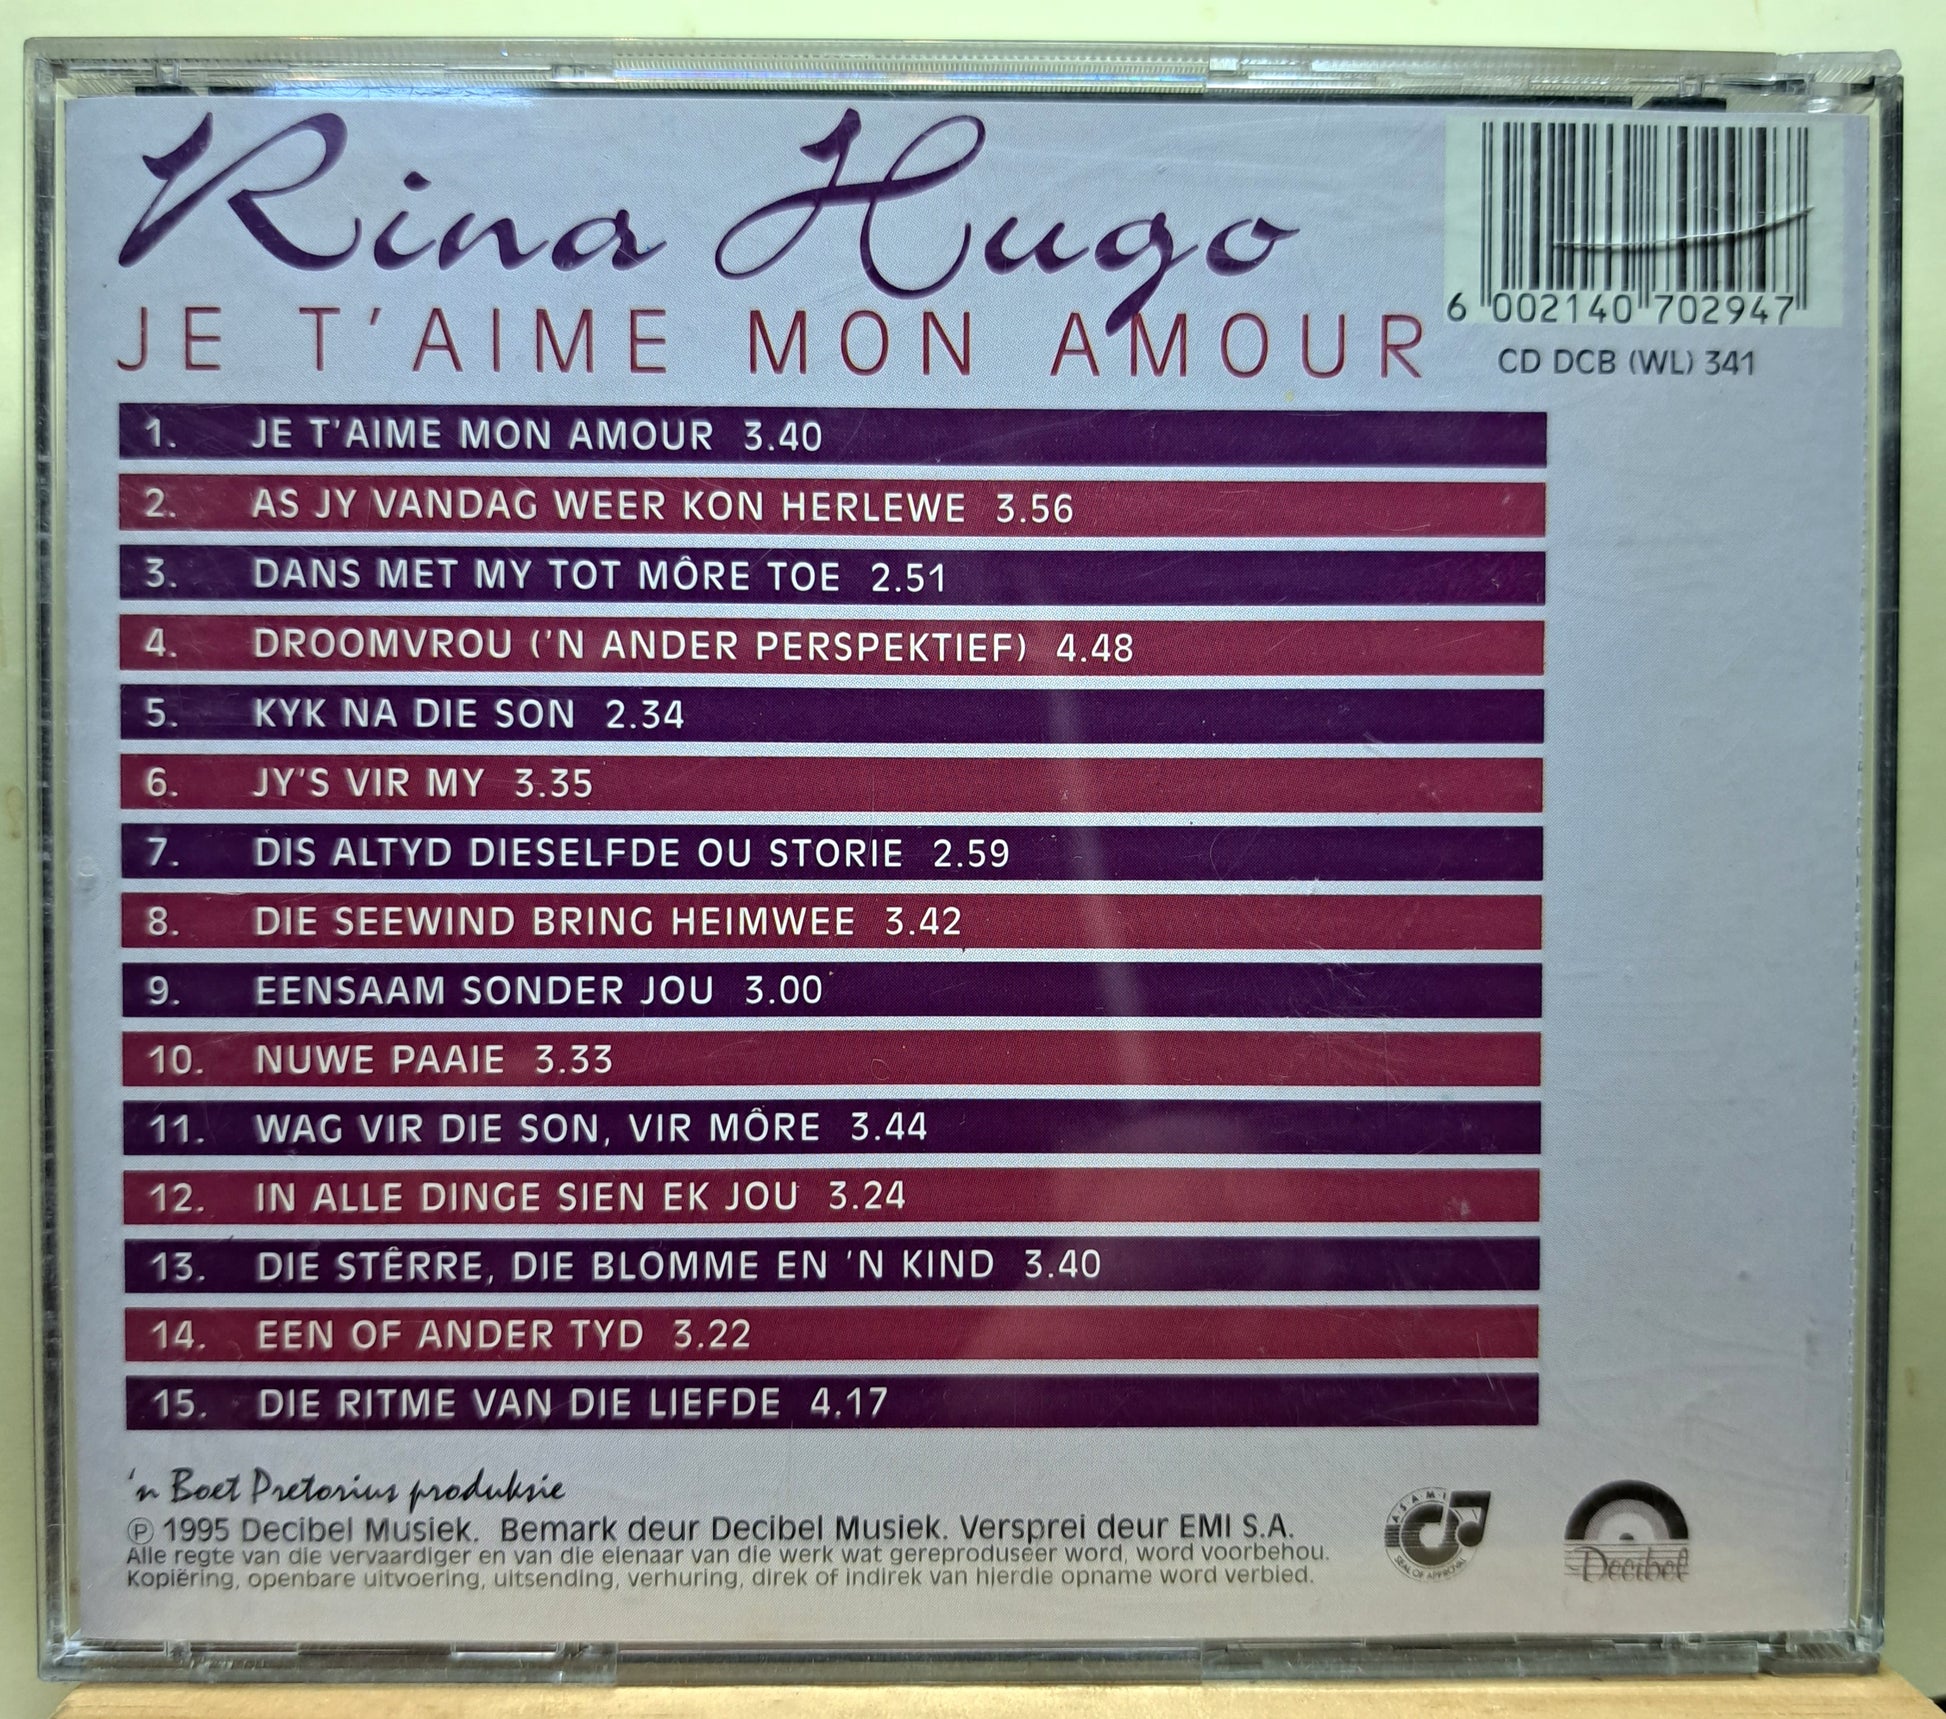 Rina Hugo
JE T'AIME MON AMOUR
6 002140 702947
CD DCB (WL) 341
1. JE T'AIME MON AMOUR 3.40
2. AS JY VANDAG WEER KON HERLEWE 3.56
3. DANS MET MY TOT MÔRE TOE 2.51
4. DROOMVROU ('N ANDER PERSPEKTIEF) 4.48
5. KYK NA DIE SON 2.34
6. JY'S VIR MY 3.35
7. DIS ALTYD DIESELFDE OU STORIE 2.59
8. DIE SEEWIND BRING HEIMWEE 3.42
9. EENSAAM SONDER JOU 3.00
10. NUWE PAAIE 3.33
11. WAG VIR DIE SON, VIR MÔRE 3.44
12. IN ALLE DINGE SIEN EK JOU 3.24
13. DIE STÊRRE, DIE BLOMME EN 'N KIND 3.40
14. EEN OF ANDER TYD 3.22
15. DIE RITME VAN DIE LIEFDE 4.17
'n Boet Pretorius produksie
℗ 1995 Decibel Musiek. Bemark deur Decibel Musiek. Versprei deur EMI S.A.
Alle regte van die vervaardiger en van die eienaar van die werk wat gereproduseer word, word voorbehou.
Kopiëring, openbare uitvoering, uitsending, verhuring, direk of indirek van hierdie opname word verbied.
A·S·A·M·I
SEAL OF APPROVAL
Decibel